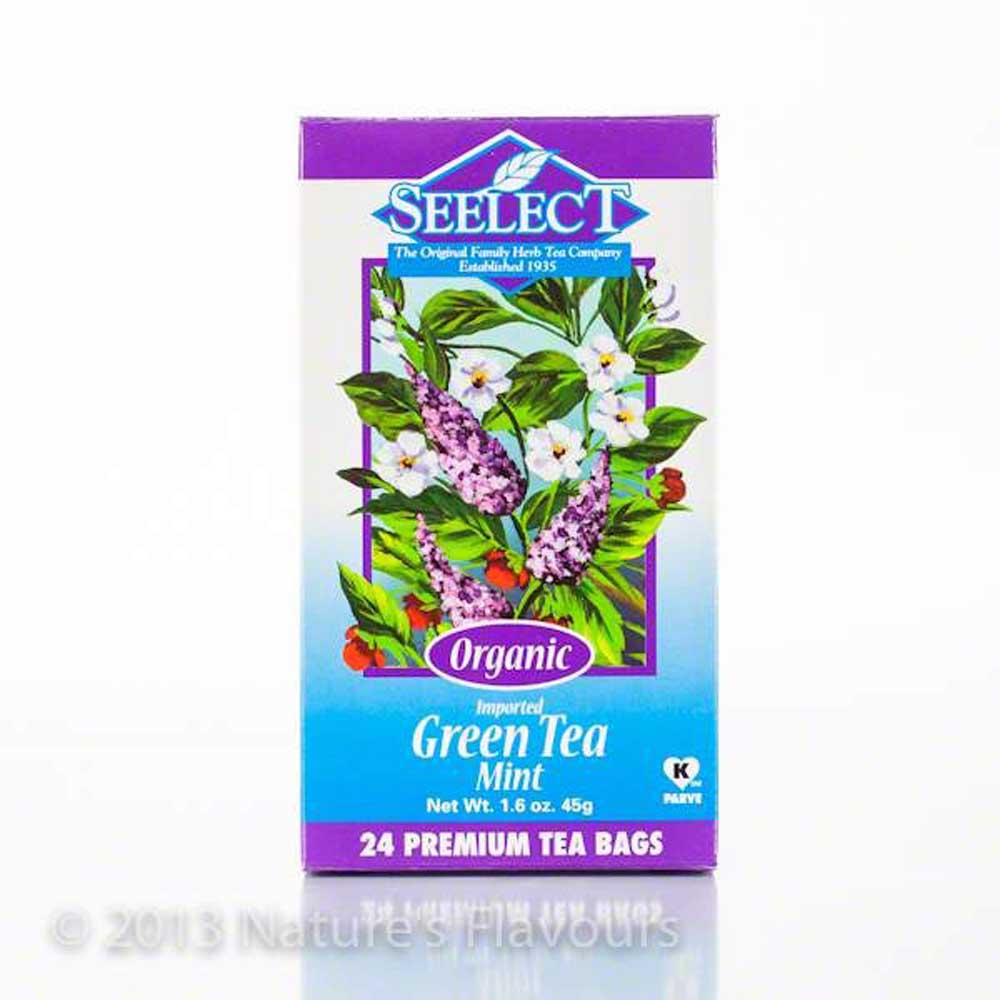 SEELECT
The Original Family Herb Tea Company
Established 1935
Organic
Imported
Green Tea
Mint
Net Wt. 1.6 oz. 45g
K
PARVE
24 PREMIUM TEA BAGS
© 2013 Nature's Flavours